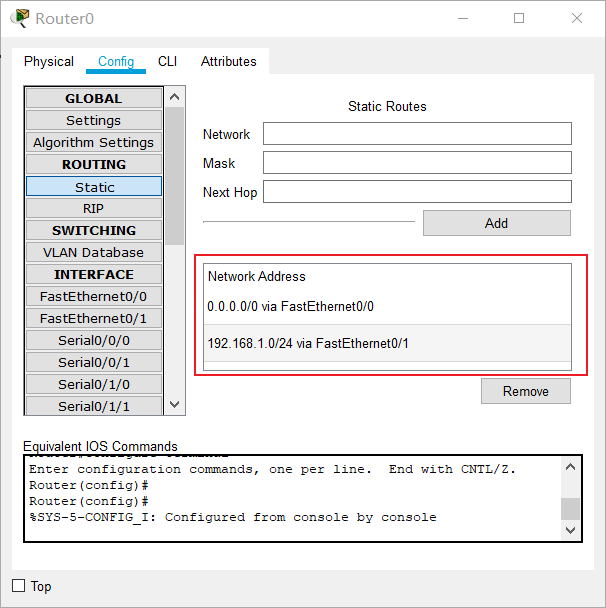 Router0
Physical Config CLI Attributes
GLOBAL
Settings
Algorithm Settings
ROUTING
Static
RIP
SWITCHING
VLAN Database
INTERFACE
FastEthernet0/0
FastEthernet0/1
Serial0/0/0
Serial0/0/1
Serial0/1/0
Serial0/1/1
Static Routes
Network
Mask
Next Hop
Add
Network Address
0.0.0.0/0 via FastEthernet0/0
192.168.1.0/24 via FastEthernet0/1
Remove
Equivalent IOS Commands
Enter configuration commands, one per line. End with CNTL/Z.
Router(config)#
Router(config)#
%SYS-5-CONFIG_I: Configured from console by console
Top